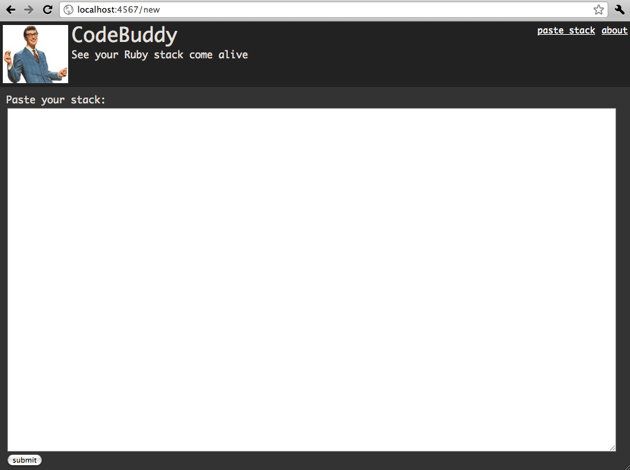 localhost:4567/new
CodeBuddy
See your Ruby stack come alive
paste stack about
Paste your stack:
submit